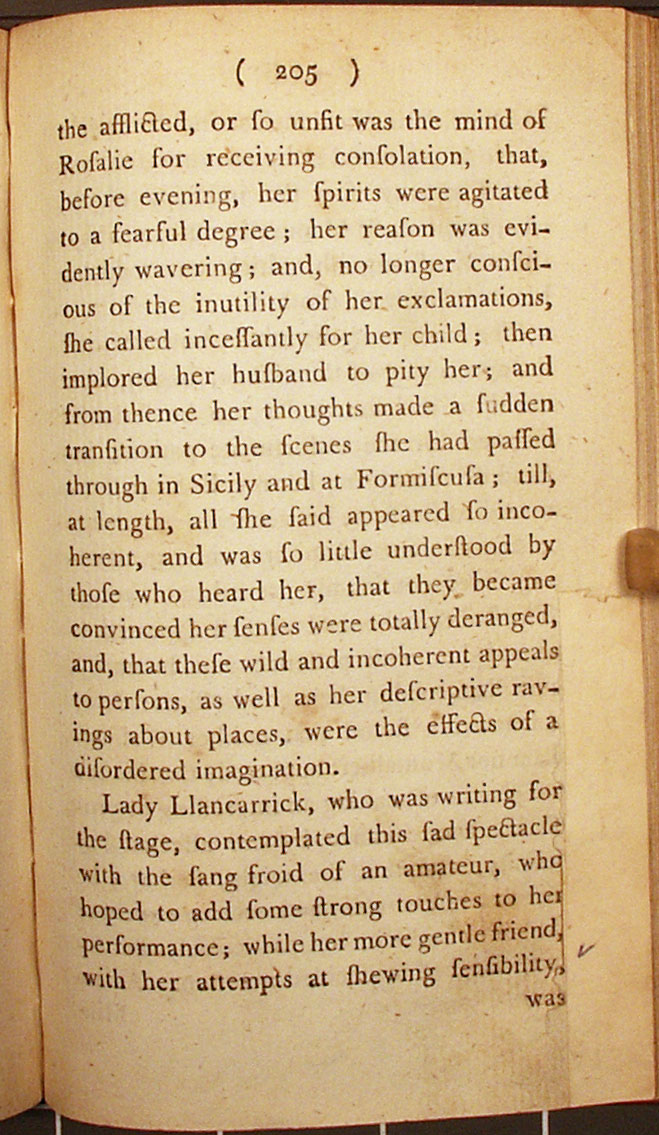 ( 205 )
the afflicted, or ſo unfit was the mind of
Roſalie for receiving conſolation, that,
before evening, her ſpirits were agitated
to a fearful degree ; her reaſon was evi-
dently wavering ; and, no longer conſci-
ous of the inutility of her exclamations,
ſhe called inceſſantly for her child ; then
implored her huſband to pity her ; and
from thence her thoughts made a ſudden
tranſition to the ſcenes ſhe had paſſed
through in Sicily and at Formiſcuſa ; till,
at length, all ſhe ſaid appeared ſo inco-
herent, and was ſo little underſtood by
thoſe who heard her, that they became
convinced her ſenſes were totally deranged,
and, that theſe wild and incoherent appeals
to perſons, as well as her deſcriptive rav-
ings about places, were the effects of a
diſordered imagination.
Lady Llancarrick, who was writing for
the ſtage, contemplated this ſad ſpectacle
with the ſang froid of an amateur, who
hoped to add ſome ſtrong touches to her
performance ; while her more gentle friend,
with her attempts at ſhewing ſenſibility,
was